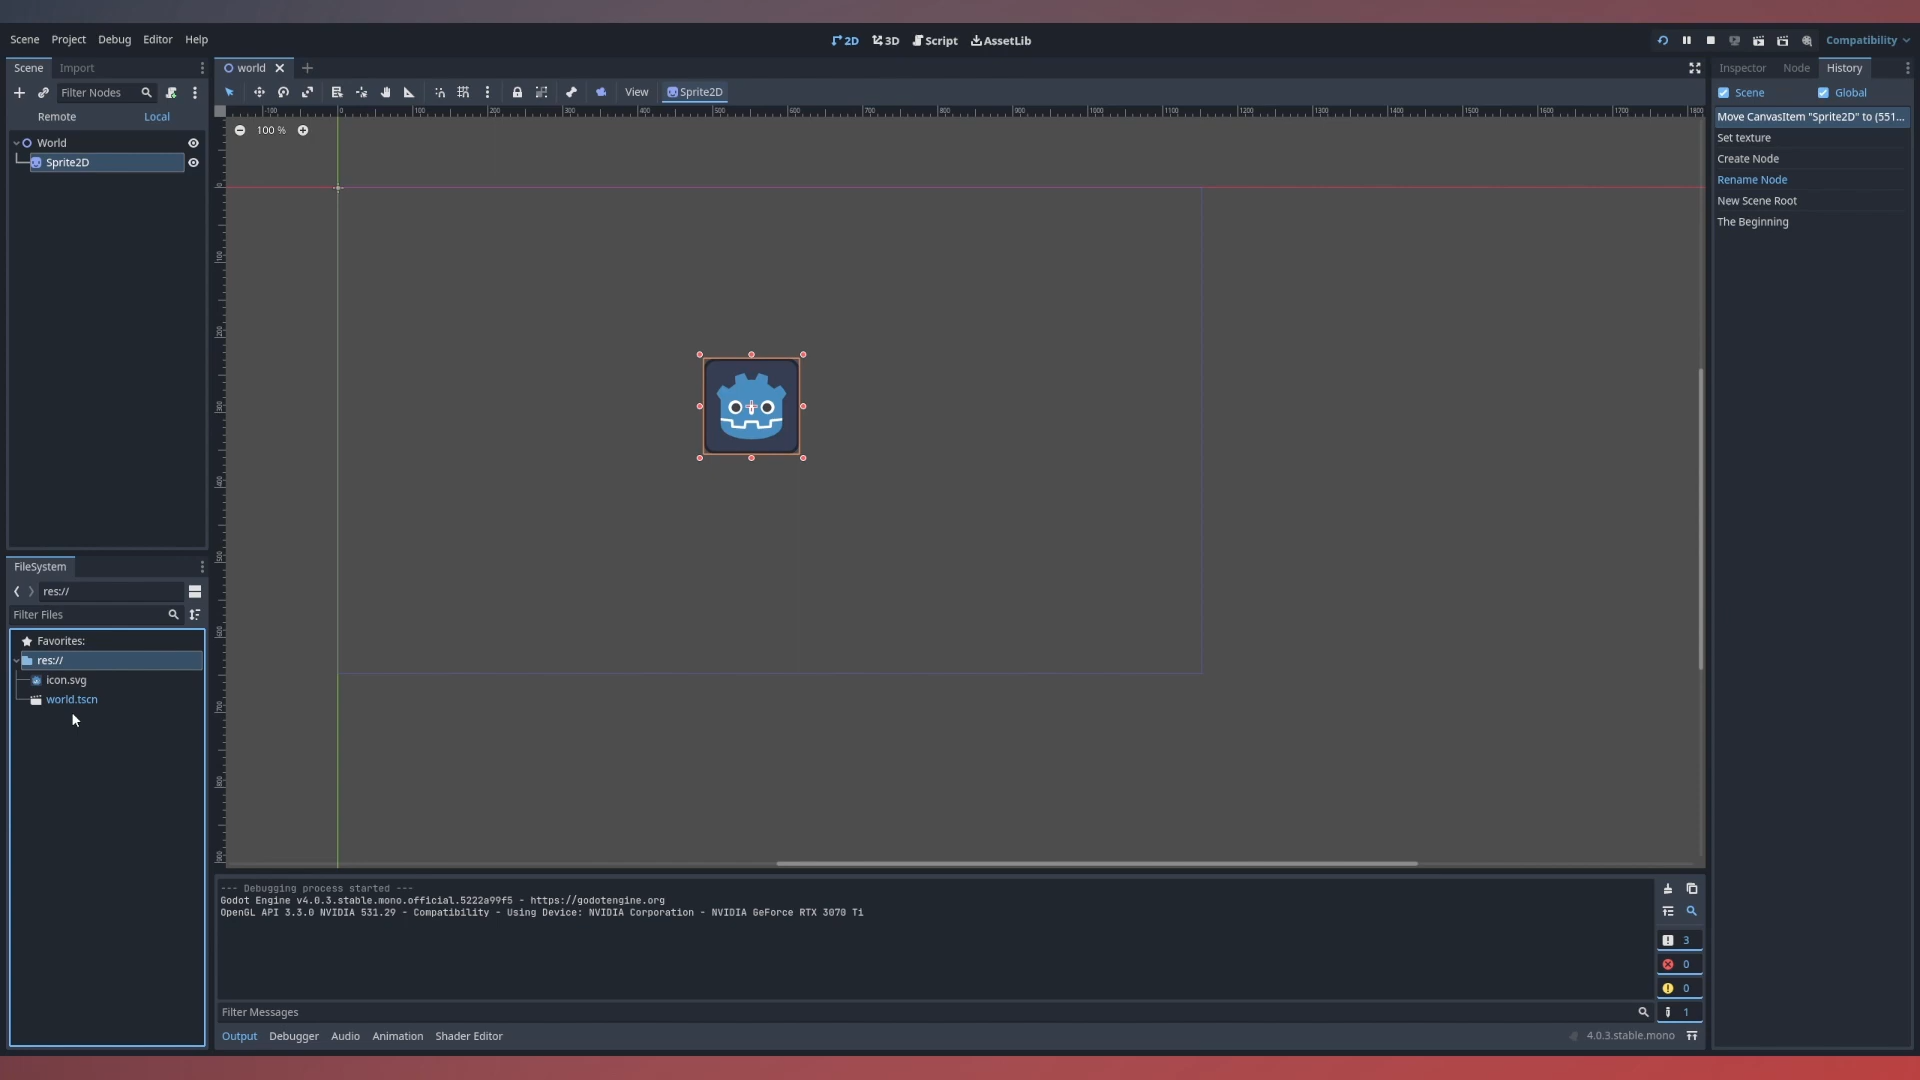 Scene Project Debug Editor Help
2D 3D Script AssetLib
Compatibility
Scene Import
world
Inspector Node History
Filter Nodes
View Sprite2D
Scene Global
Remote Local
Move CanvasItem "Sprite2D" to (551...
Set texture
Create Node
Rename Node
New Scene Root
The Beginning
World
Sprite2D
100 %
FileSystem
res://
Filter Files
Favorites:
res://
icon.svg
world.tscn
--- Debugging process started ---
Godot Engine v4.0.3.stable.mono.official.5222a99f5 - https://godotengine.org
OpenGL API 3.3.0 NVIDIA 531.29 - Compatibility - Using Device: NVIDIA Corporation - NVIDIA GeForce RTX 3070 Ti
3
0
0
1
Filter Messages
Output Debugger Audio Animation Shader Editor
4.0.3.stable.mono